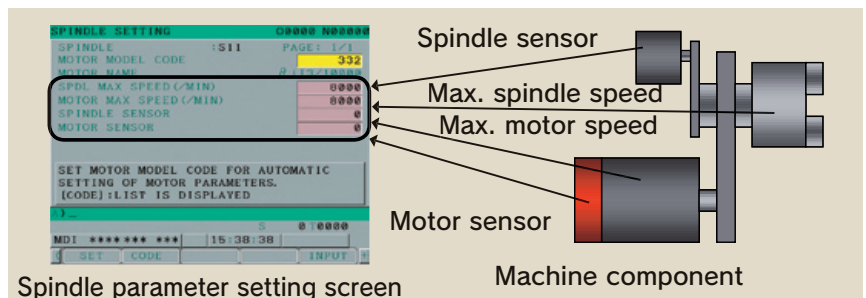 SPINDLE SETTING O0000 N00000
SPINDLE :S11 PAGE: 1/1
MOTOR MODEL CODE 332
MOTOR NAME
SPDL MAX SPEED(/MIN) 8000
MOTOR MAX SPEED(/MIN) 8000
SPINDLE SENSOR 0
MOTOR SENSOR 0
SET MOTOR MODEL CODE FOR AUTOMATIC
SETTING OF MOTOR PARAMETERS.
[CODE]:LIST IS DISPLAYED
S 0 T0000
MDI **** *** *** 15:38:38
SET CODE INPUT
Spindle parameter setting screen
Spindle sensor
Max. spindle speed
Max. motor speed
Motor sensor
Machine component